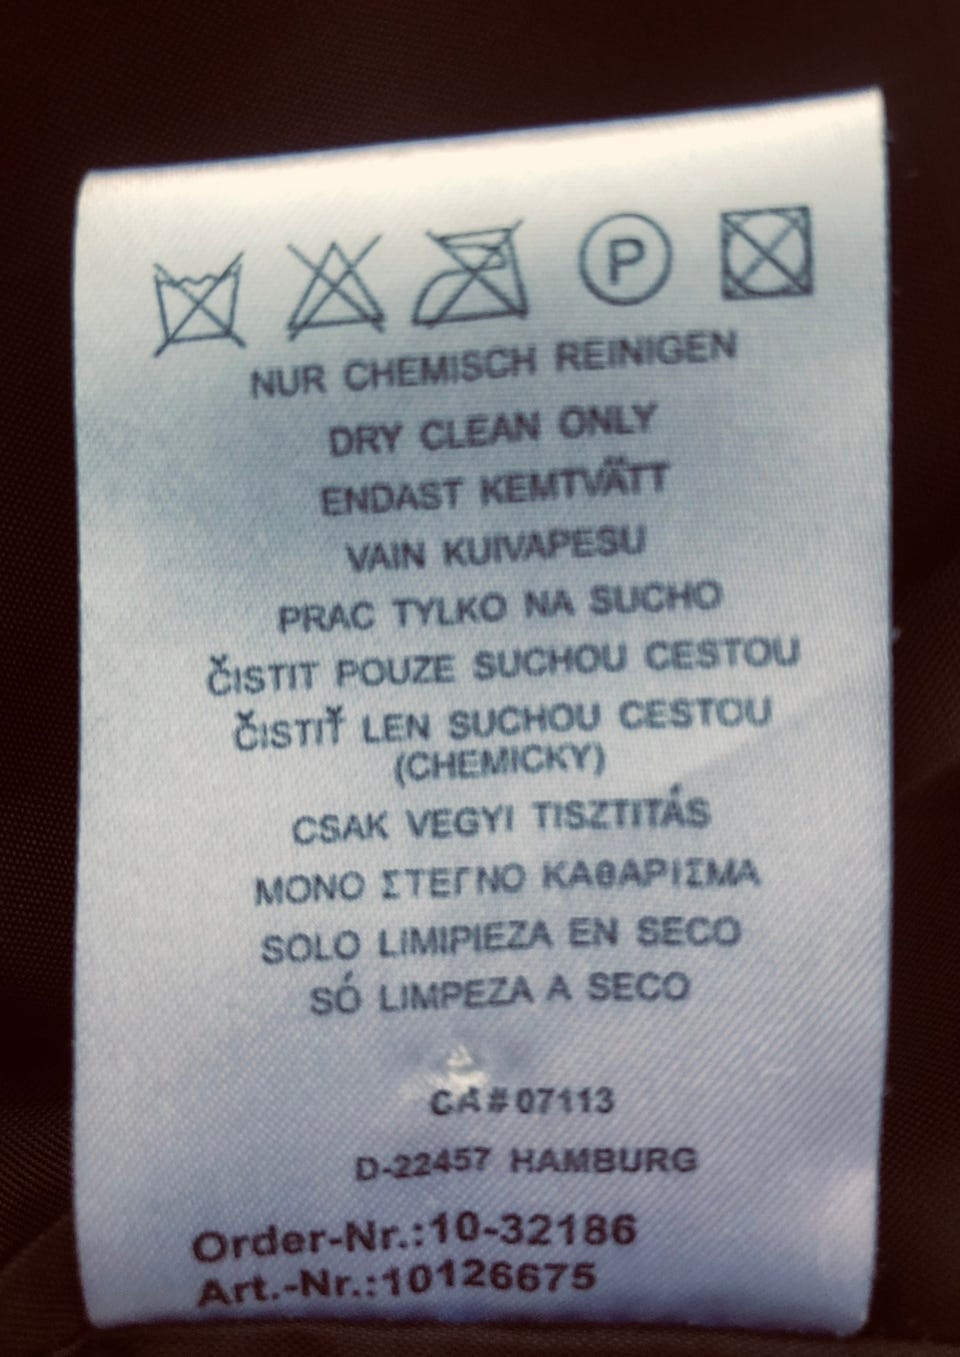 P
NUR CHEMISCH REINIGEN
DRY CLEAN ONLY
ENDAST KEMTVÄTT
VAIN KUIVAPESU
PRAC TYLKO NA SUCHO
ČISTIT POUZE SUCHOU CESTOU
ČISTIŤ LEN SUCHOU CESTOU
(CHEMICKY)
CSAK VEGYI TISZTITÁS
ΜΟΝΟ ΣΤΕΓΝΟ ΚΑΘΑΡΙΣΜΑ
SOLO LIMIPIEZA EN SECO
SÓ LIMPEZA A SECO
CA#07113
D-22457 HAMBURG
Order-Nr.:10-32186
Art.-Nr.:10126675